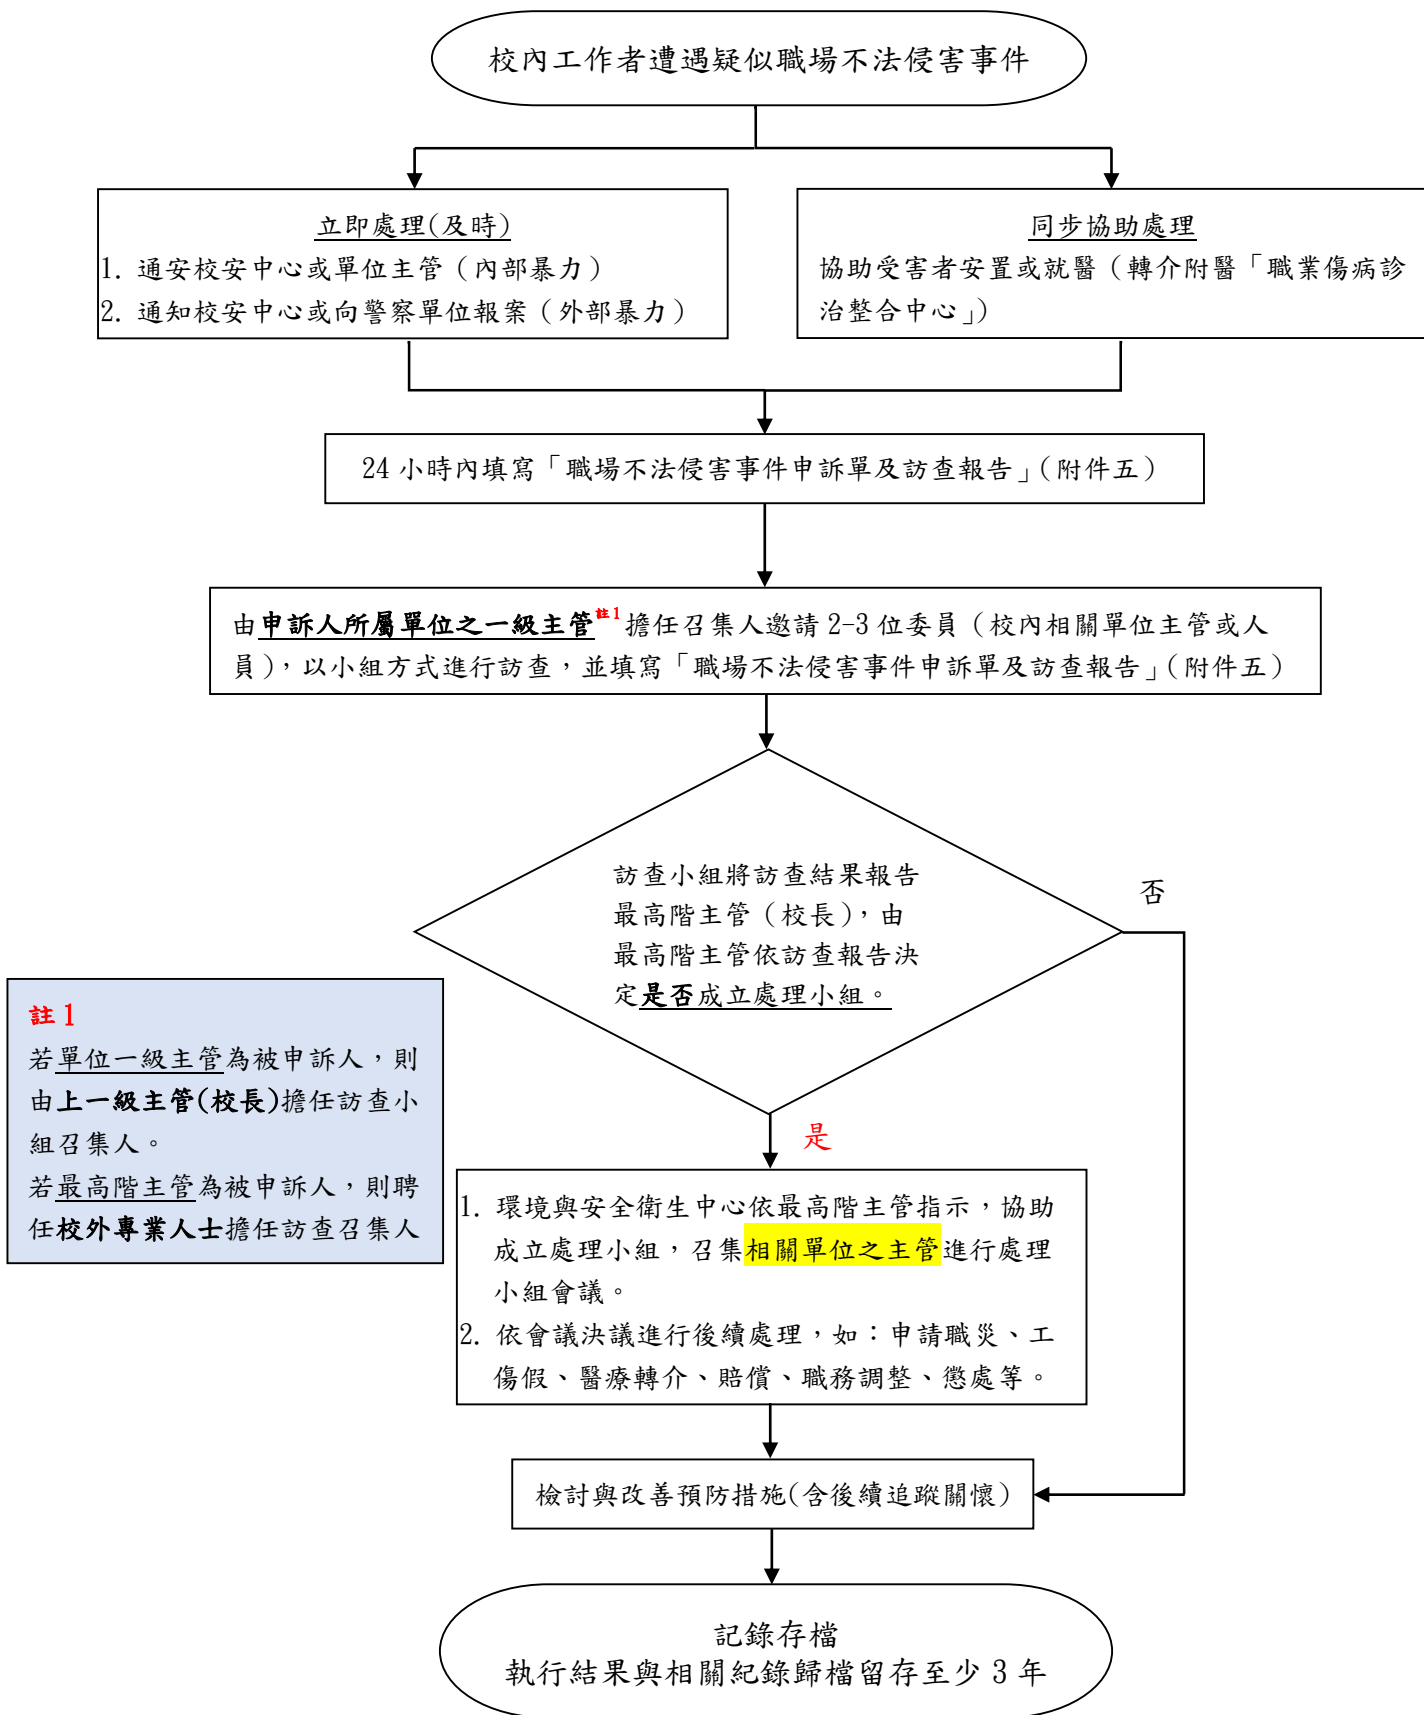 校內工作者遭遇疑似職場不法侵害事件
立即處理(及時)
1. 通安校安中心或單位主管（內部暴力）
2. 通知校安中心或向警察單位報案（外部暴力）
同步協助處理
協助受害者安置或就醫（轉介附醫「職業傷病診
治整合中心」）
24 小時內填寫「職場不法侵害事件申訴單及訪查報告」（附件五）
由申訴人所屬單位之一級主管註1擔任召集人邀請 2-3 位委員（校內相關單位主管或人
員），以小組方式進行訪查，並填寫「職場不法侵害事件申訴單及訪查報告」（附件五）
訪查小組將訪查結果報告
最高階主管（校長），由
最高階主管依訪查報告決
定是否成立處理小組。
否
是
註 1
若單位一級主管為被申訴人，則
由上一級主管(校長)擔任訪查小
組召集人。
若最高階主管為被申訴人，則聘
任校外專業人士擔任訪查召集人
1. 環境與安全衛生中心依最高階主管指示，協助
成立處理小組，召集相關單位之主管進行處理
小組會議。
2. 依會議決議進行後續處理，如：申請職災、工
傷假、醫療轉介、賠償、職務調整、懲處等。
檢討與改善預防措施(含後續追蹤關懷)
記錄存檔
執行結果與相關紀錄歸檔留存至少 3 年